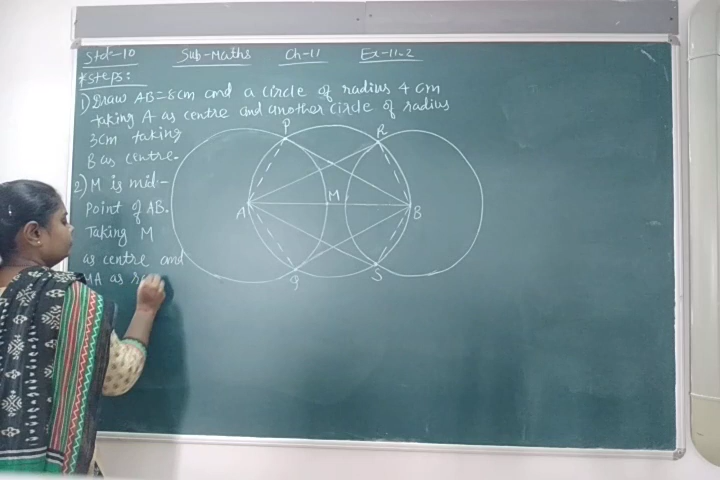 Std-10 Sub-Maths Ch-11 Ex-11.2
*Steps:
1) Draw AB=8cm and a circle of radius 4 cm
taking A as centre and another circle of radius
3cm taking
B as centre.
2) M is mid-
Point of AB.
Taking M
as centre and
MA as ra
P R
A M B
Q S